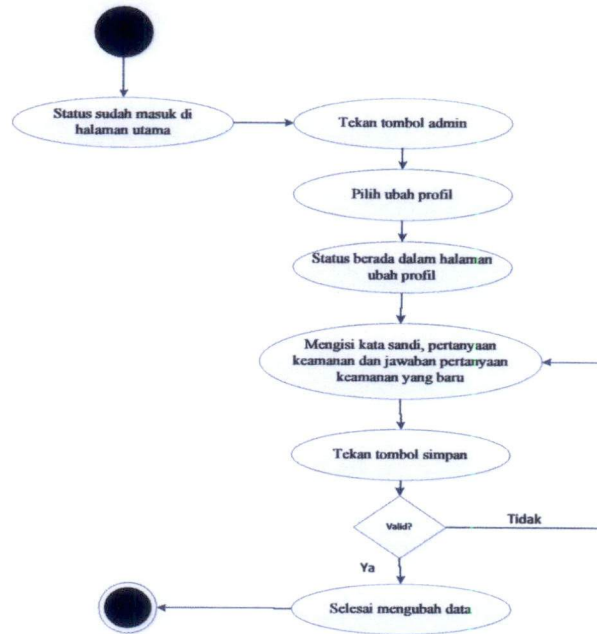 Status sudah masuk di
halaman utama
Tekan tombol admin
Pilih ubah profil
Status berada dalam halaman
ubah profil
Mengisi kata sandi, pertanyaan
keamanan dan jawaban pertanyaan
keamanan yang baru
Tekan tombol simpan
Valid?
Tidak
Ya
Selesai mengubah data